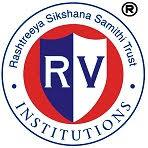 ®
Rashtreeya Sikshana Samithi Trust
RV
INSTITUTIONS